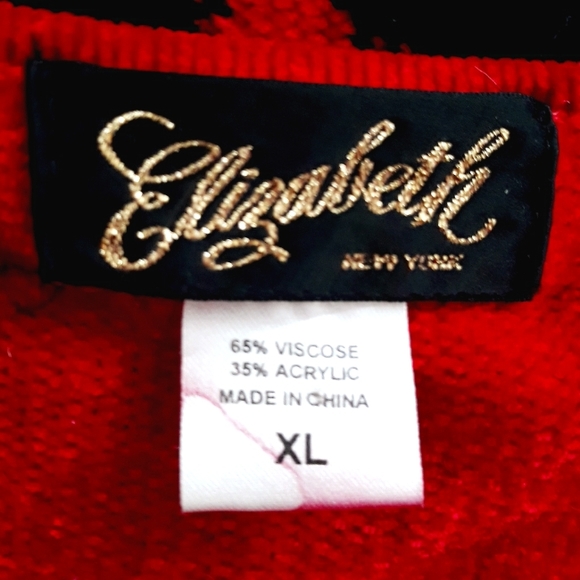 Elizabeth
NEW YORK
65% VISCOSE
35% ACRYLIC
MADE IN CHINA
XL